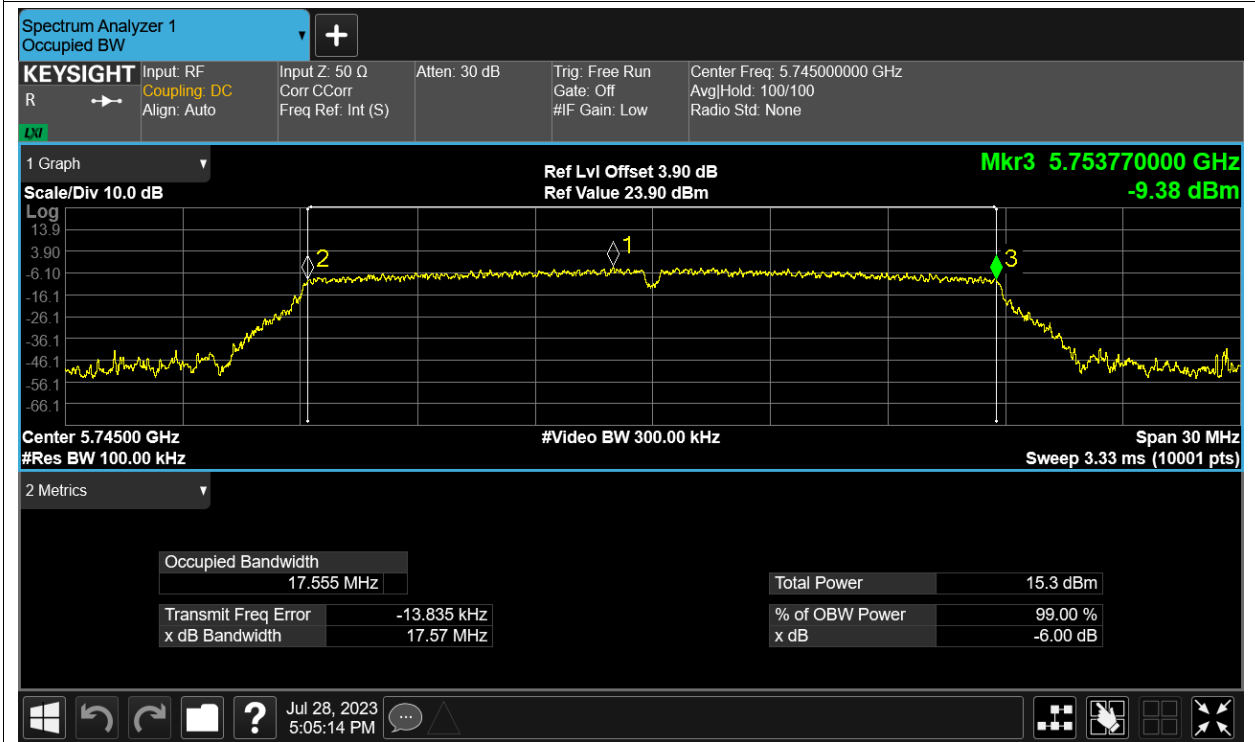 Spectrum Analyzer 1
Occupied BW
KEYSIGHT
R
LXI
Input: RF
Coupling: DC
Align: Auto
Input Z: 50 Ω
Corr CCorr
Freq Ref: Int (S)
Atten: 30 dB
Trig: Free Run
Gate: Off
#IF Gain: Low
Center Freq: 5.745000000 GHz
Avg|Hold: 100/100
Radio Std: None
1 Graph
Scale/Div 10.0 dB
Ref Lvl Offset 3.90 dB
Ref Value 23.90 dBm
Mkr3 5.753770000 GHz
-9.38 dBm
Log
13.9
3.90
-6.10
-16.1
-26.1
-36.1
-46.1
-56.1
-66.1
2
1
3
Center 5.74500 GHz
#Res BW 100.00 kHz
#Video BW 300.00 kHz
Span 30 MHz
Sweep 3.33 ms (10001 pts)
2 Metrics
Occupied Bandwidth
17.555 MHz
Transmit Freq Error -13.835 kHz
x dB Bandwidth 17.57 MHz
Total Power 15.3 dBm
% of OBW Power 99.00 %
x dB -6.00 dB
?
Jul 28, 2023
5:05:14 PM